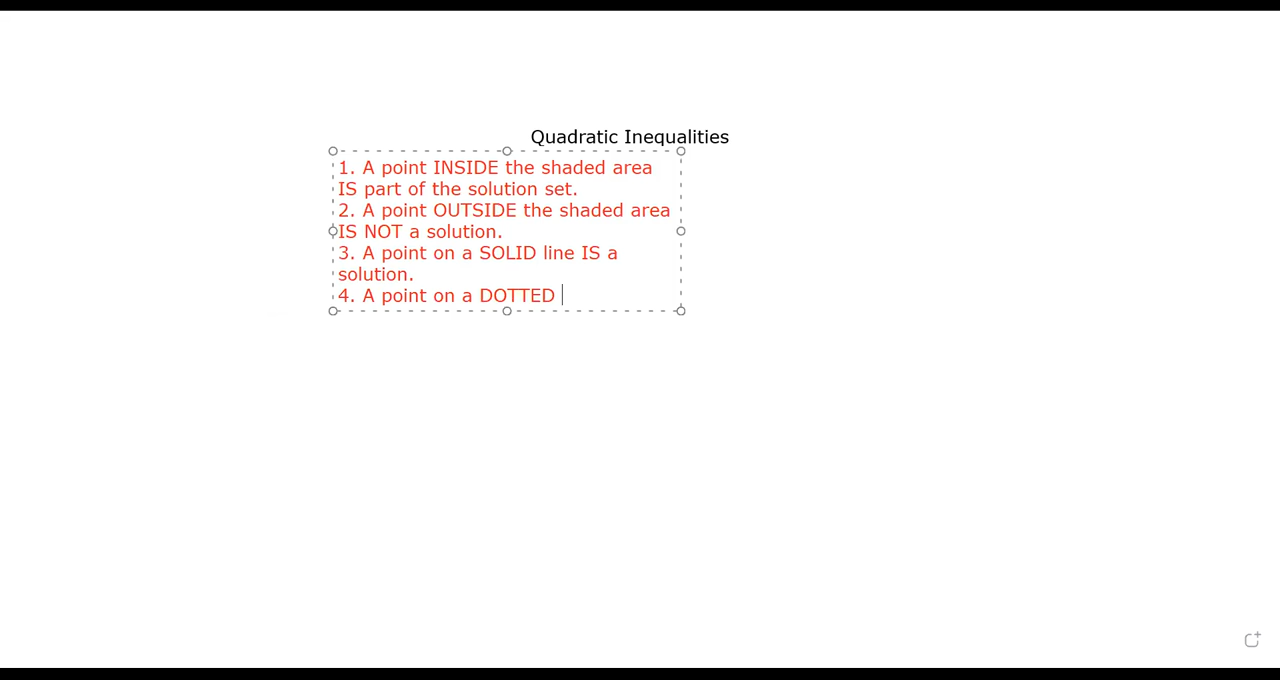 Quadratic Inequalities
1. A point INSIDE the shaded area
IS part of the solution set.
2. A point OUTSIDE the shaded area
IS NOT a solution.
3. A point on a SOLID line IS a
solution.
4. A point on a DOTTED